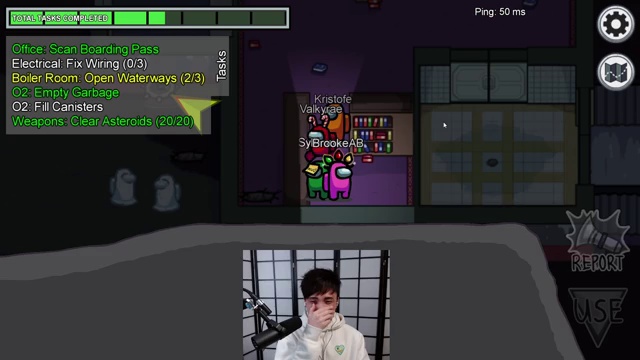 TOTAL TASKS COMPLETED
Ping: 50 ms
Office: Scan Boarding Pass
Electrical: Fix Wiring (0/3)
Boiler Room: Open Waterways (2/3)
O2: Empty Garbage
O2: Fill Canisters
Weapons: Clear Asteroids (20/20)
Tasks
Kristofe
Valkyrae
SyBrookeAB
REPORT
USE